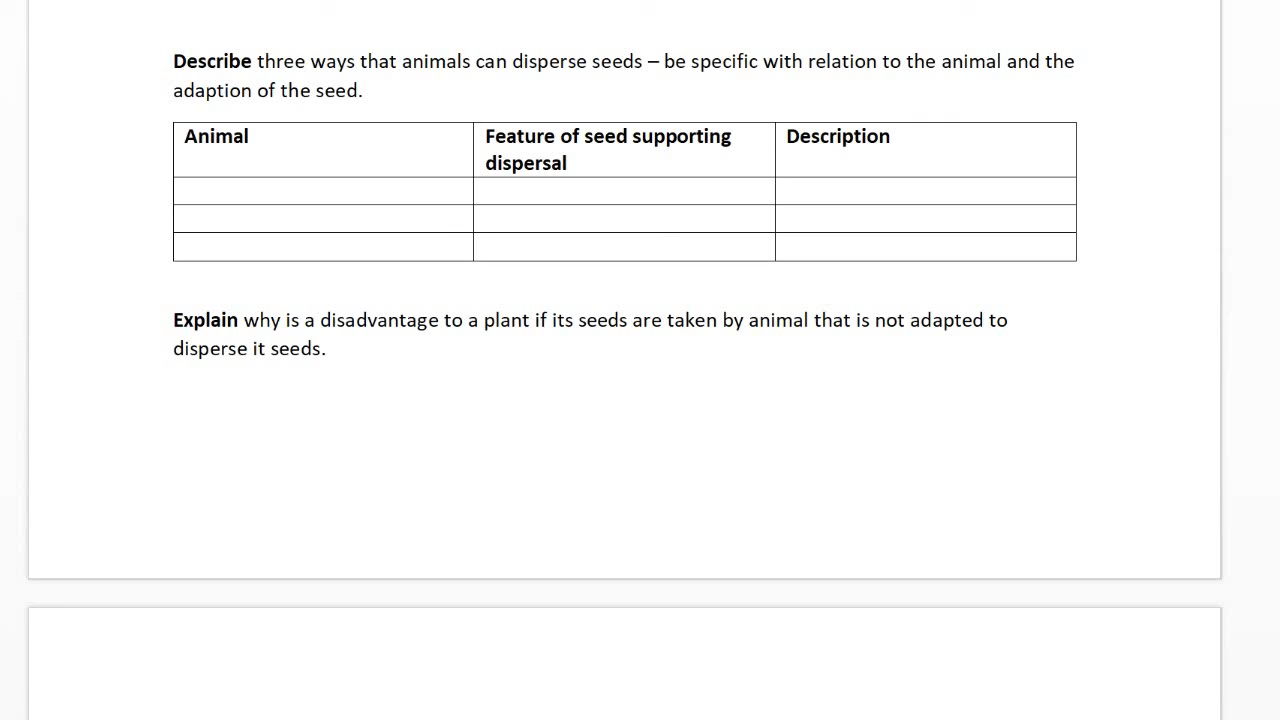 Describe three ways that animals can disperse seeds – be specific with relation to the animal and the
adaption of the seed.
Animal
Feature of seed supporting
dispersal
Description
Explain why is a disadvantage to a plant if its seeds are taken by animal that is not adapted to
disperse it seeds.